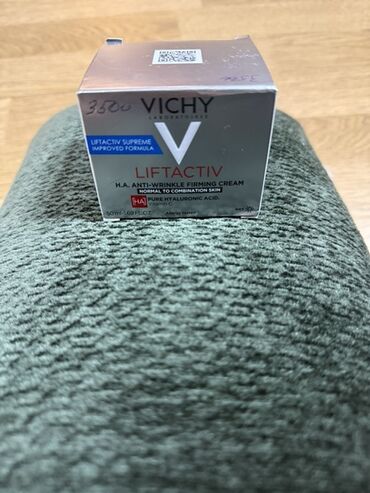 3500
VICHY
LABORATOIRES
LIFTACTIV SUPREME
IMPROVED FORMULA
LIFTACTIV
H.A. ANTI-WRINKLE FIRMING CREAM
NORMAL TO COMBINATION SKIN
[HA] PURE HYALURONIC ACID